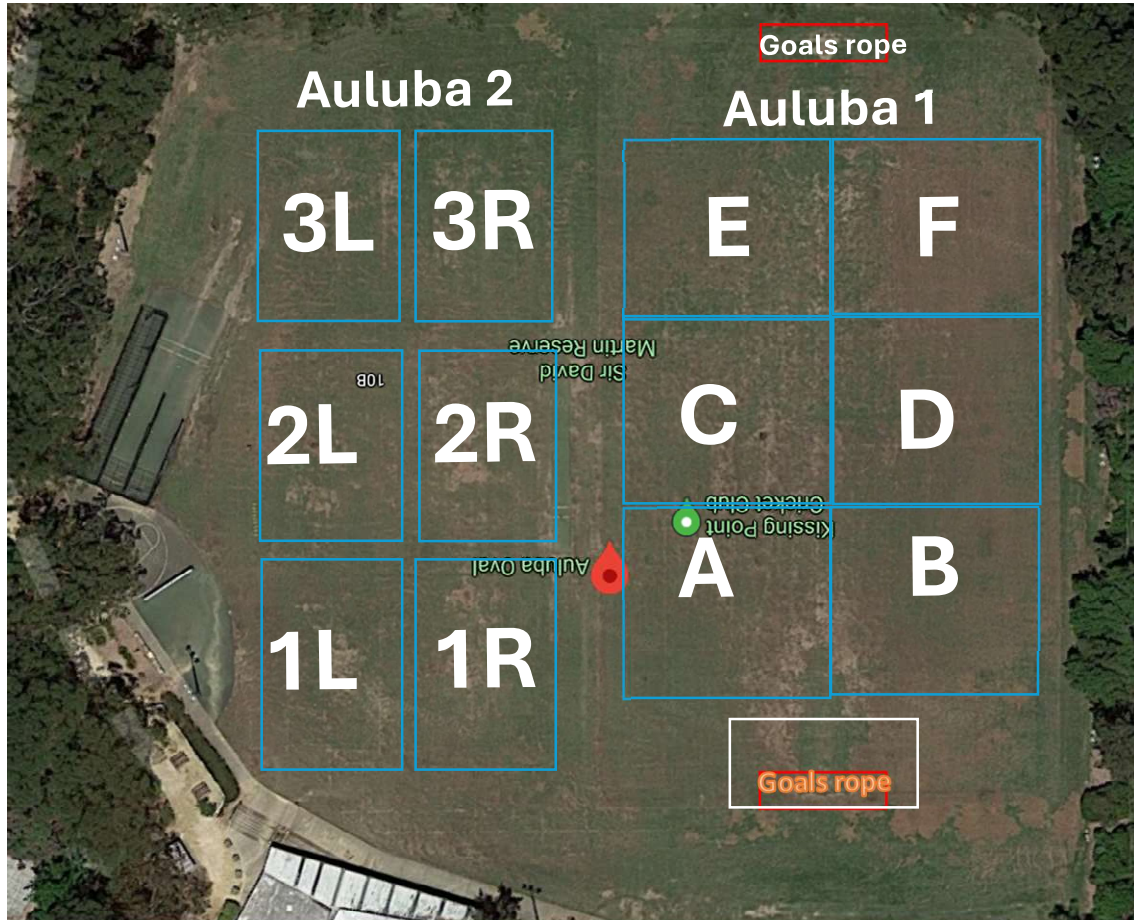 Goals rope
Auluba 2
Auluba 1
3L
3R
E
F
Sir David
Martin Reserve
10B
2L
2R
C
D
Kissing Point
Cricket Club
Auluba Oval
A
B
1L
1R
Goals rope